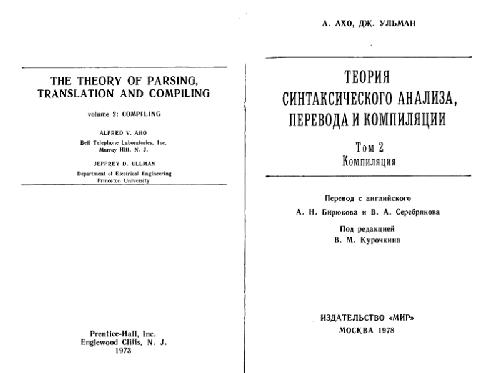 THE THEORY OF PARSING,
TRANSLATION AND COMPILING
volume 2: COMPILING
ALFRED V. AHO
Bell Telephone Laboratories, Inc.
Murray Hill, N. J.
JEFFREY D. ULLMAN
Department of Electrical Engineering
Princeton University
Prentice-Hall, Inc.
Englewood Cliffs, N. J.
1973
А. АХО, ДЖ. УЛЬМАН
ТЕОРИЯ
СИНТАКСИЧЕСКОГО АНАЛИЗА,
ПЕРЕВОДА И КОМПИЛЯЦИИ
Том 2
Компиляция
Перевод с английского
А. Н. Бирюкова и В. А. Серебрякова
Под редакцией
В. М. Курочкина
ИЗДАТЕЛЬСТВО «МИР»
МОСКВА 1978